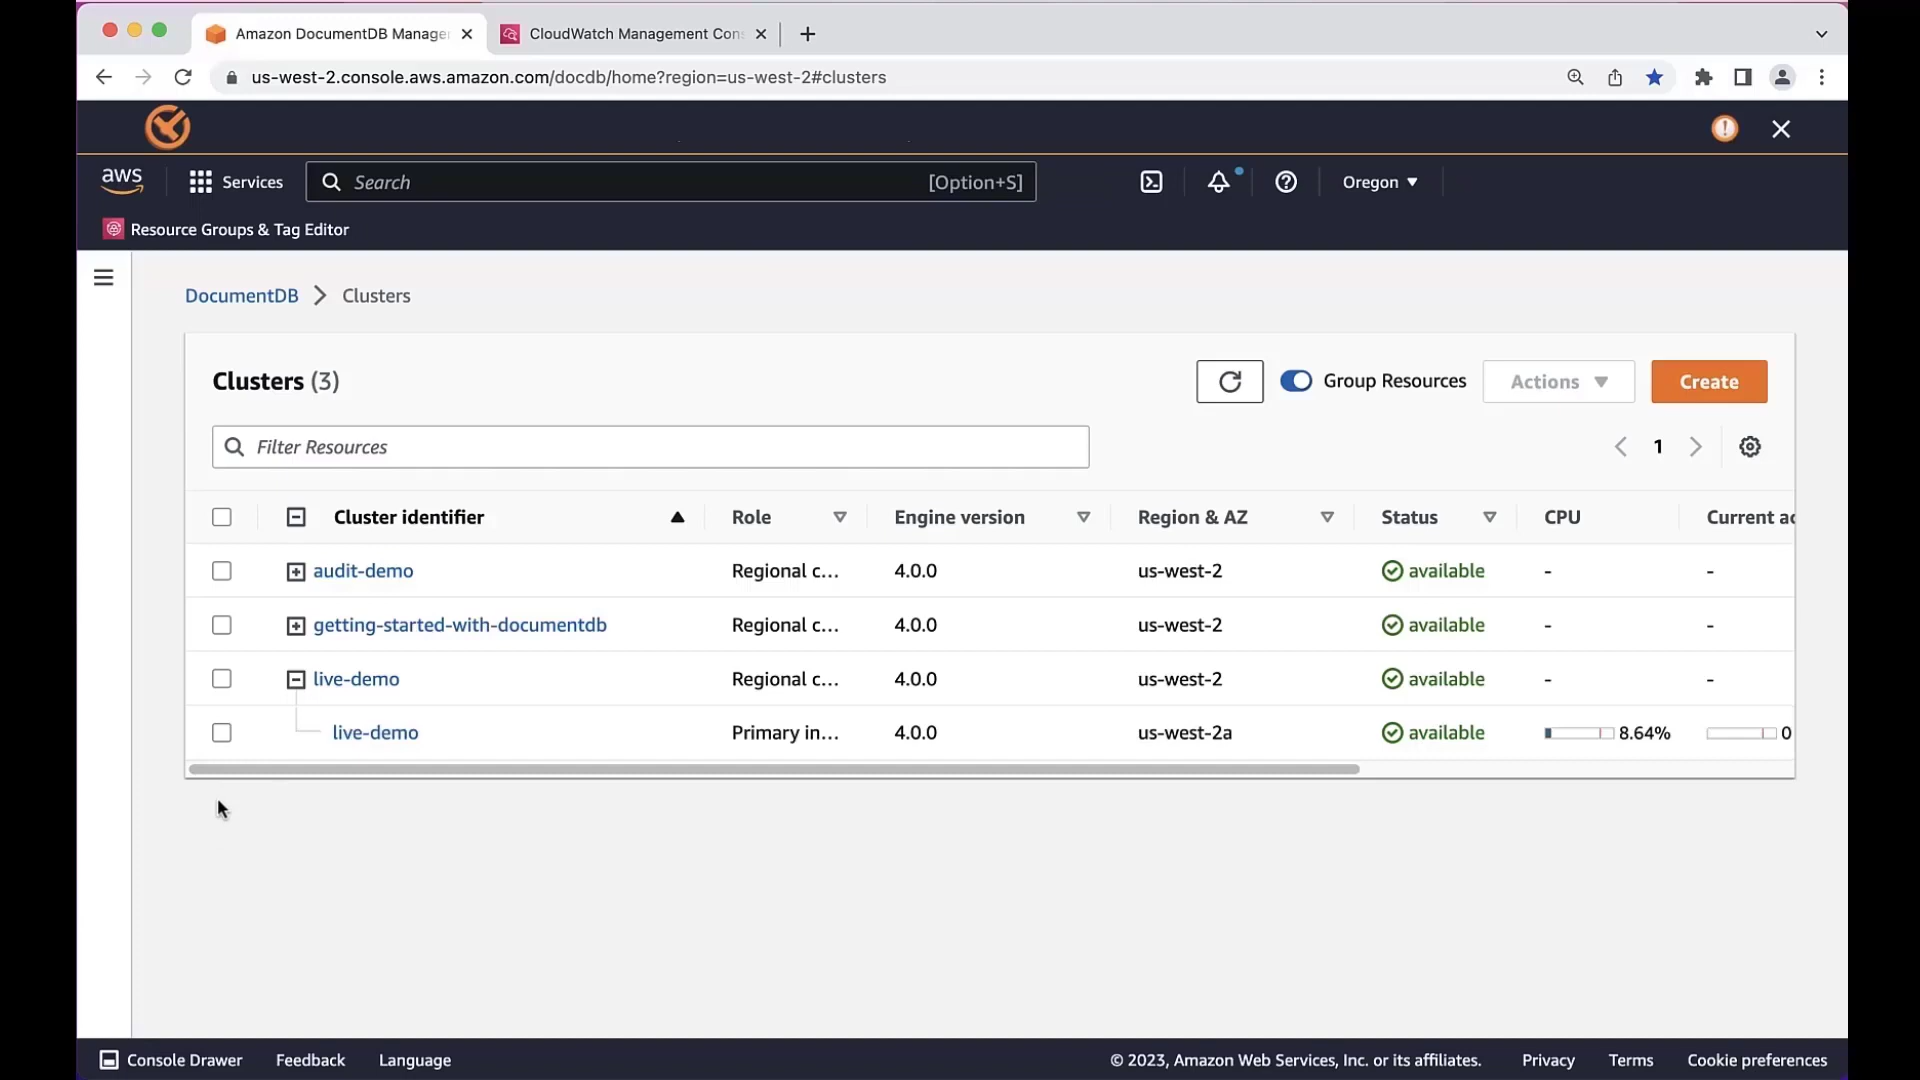 Amazon DocumentDB Manage
CloudWatch Management Con
us-west-2.console.aws.amazon.com/docdb/home?region=us-west-2#clusters
aws
Services
Search
[Option+S]
Oregon
Resource Groups & Tag Editor
DocumentDB
Clusters
Clusters (3)
Group Resources
Actions
Create
Filter Resources
1
Cluster identifier Role Engine version Region & AZ Status CPU Current ac
audit-demo Regional c... 4.0.0 us-west-2 available - -
getting-started-with-documentdb Regional c... 4.0.0 us-west-2 available - -
live-demo Regional c... 4.0.0 us-west-2 available - -
live-demo Primary in... 4.0.0 us-west-2a available 8.64% 0
Console Drawer Feedback Language © 2023, Amazon Web Services, Inc. or its affiliates. Privacy Terms Cookie preferences